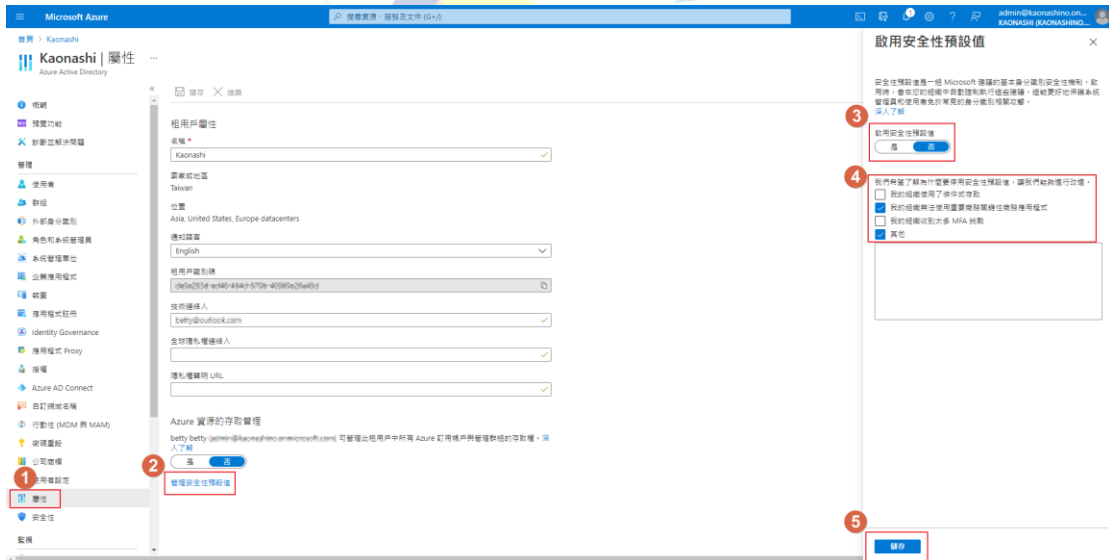 Microsoft Azure
搜尋資源、服務及文件 (G+/)
1
admin@kaonashino.on...
KAONASHI (KAONASHINO....
首頁 > Kaonashi
Kaonashi | 屬性
Azure Active Directory
儲存
捨棄
概觀
預覽功能
診斷並解決問題
管理
使用者
群組
外部身分識別
角色和系統管理員
系統管理單位
企業應用程式
裝置
應用程式註冊
Identity Governance
應用程式 Proxy
授權
Azure AD Connect
自訂網域名稱
行動性 (MDM 與 MAM)
密碼重設
公司商標
1
使用者設定
屬性
安全性
監視
租用戶屬性
名稱 *
Kaonashi
國家或地區
Taiwan
位置
Asia, United States, Europe datacenters
通知語言
English
租用戶識別碼
技術連絡人
betty@outlook.com
全球隱私權連絡人
隱私權聲明 URL
Azure 資源的存取管理
betty betty (admin@kaonashino.onmicrosoft.com) 可管理此租用戶中所有 Azure 訂用帳戶與管理群組的存取權。深
入了解
是 否
2
管理安全性預設值
啟用安全性預設值
安全性預設值是一組 Microsoft 建議的基本身分識別安全性機制。啟
用時，會在您的組織中自動強制執行這些建議。這能更好地保護系統
管理員和使用者免於常見的身分識別相關攻擊。
深入了解
3
啟用安全性預設值
是 否
4
我們希望了解為什麼要停用安全性預設值，讓我們能夠進行改進。
我的組織使用了條件式存取
我的組織無法使用重要商務關鍵性商務應用程式
我的組織收到太多 MFA 挑戰
其他
5
儲存